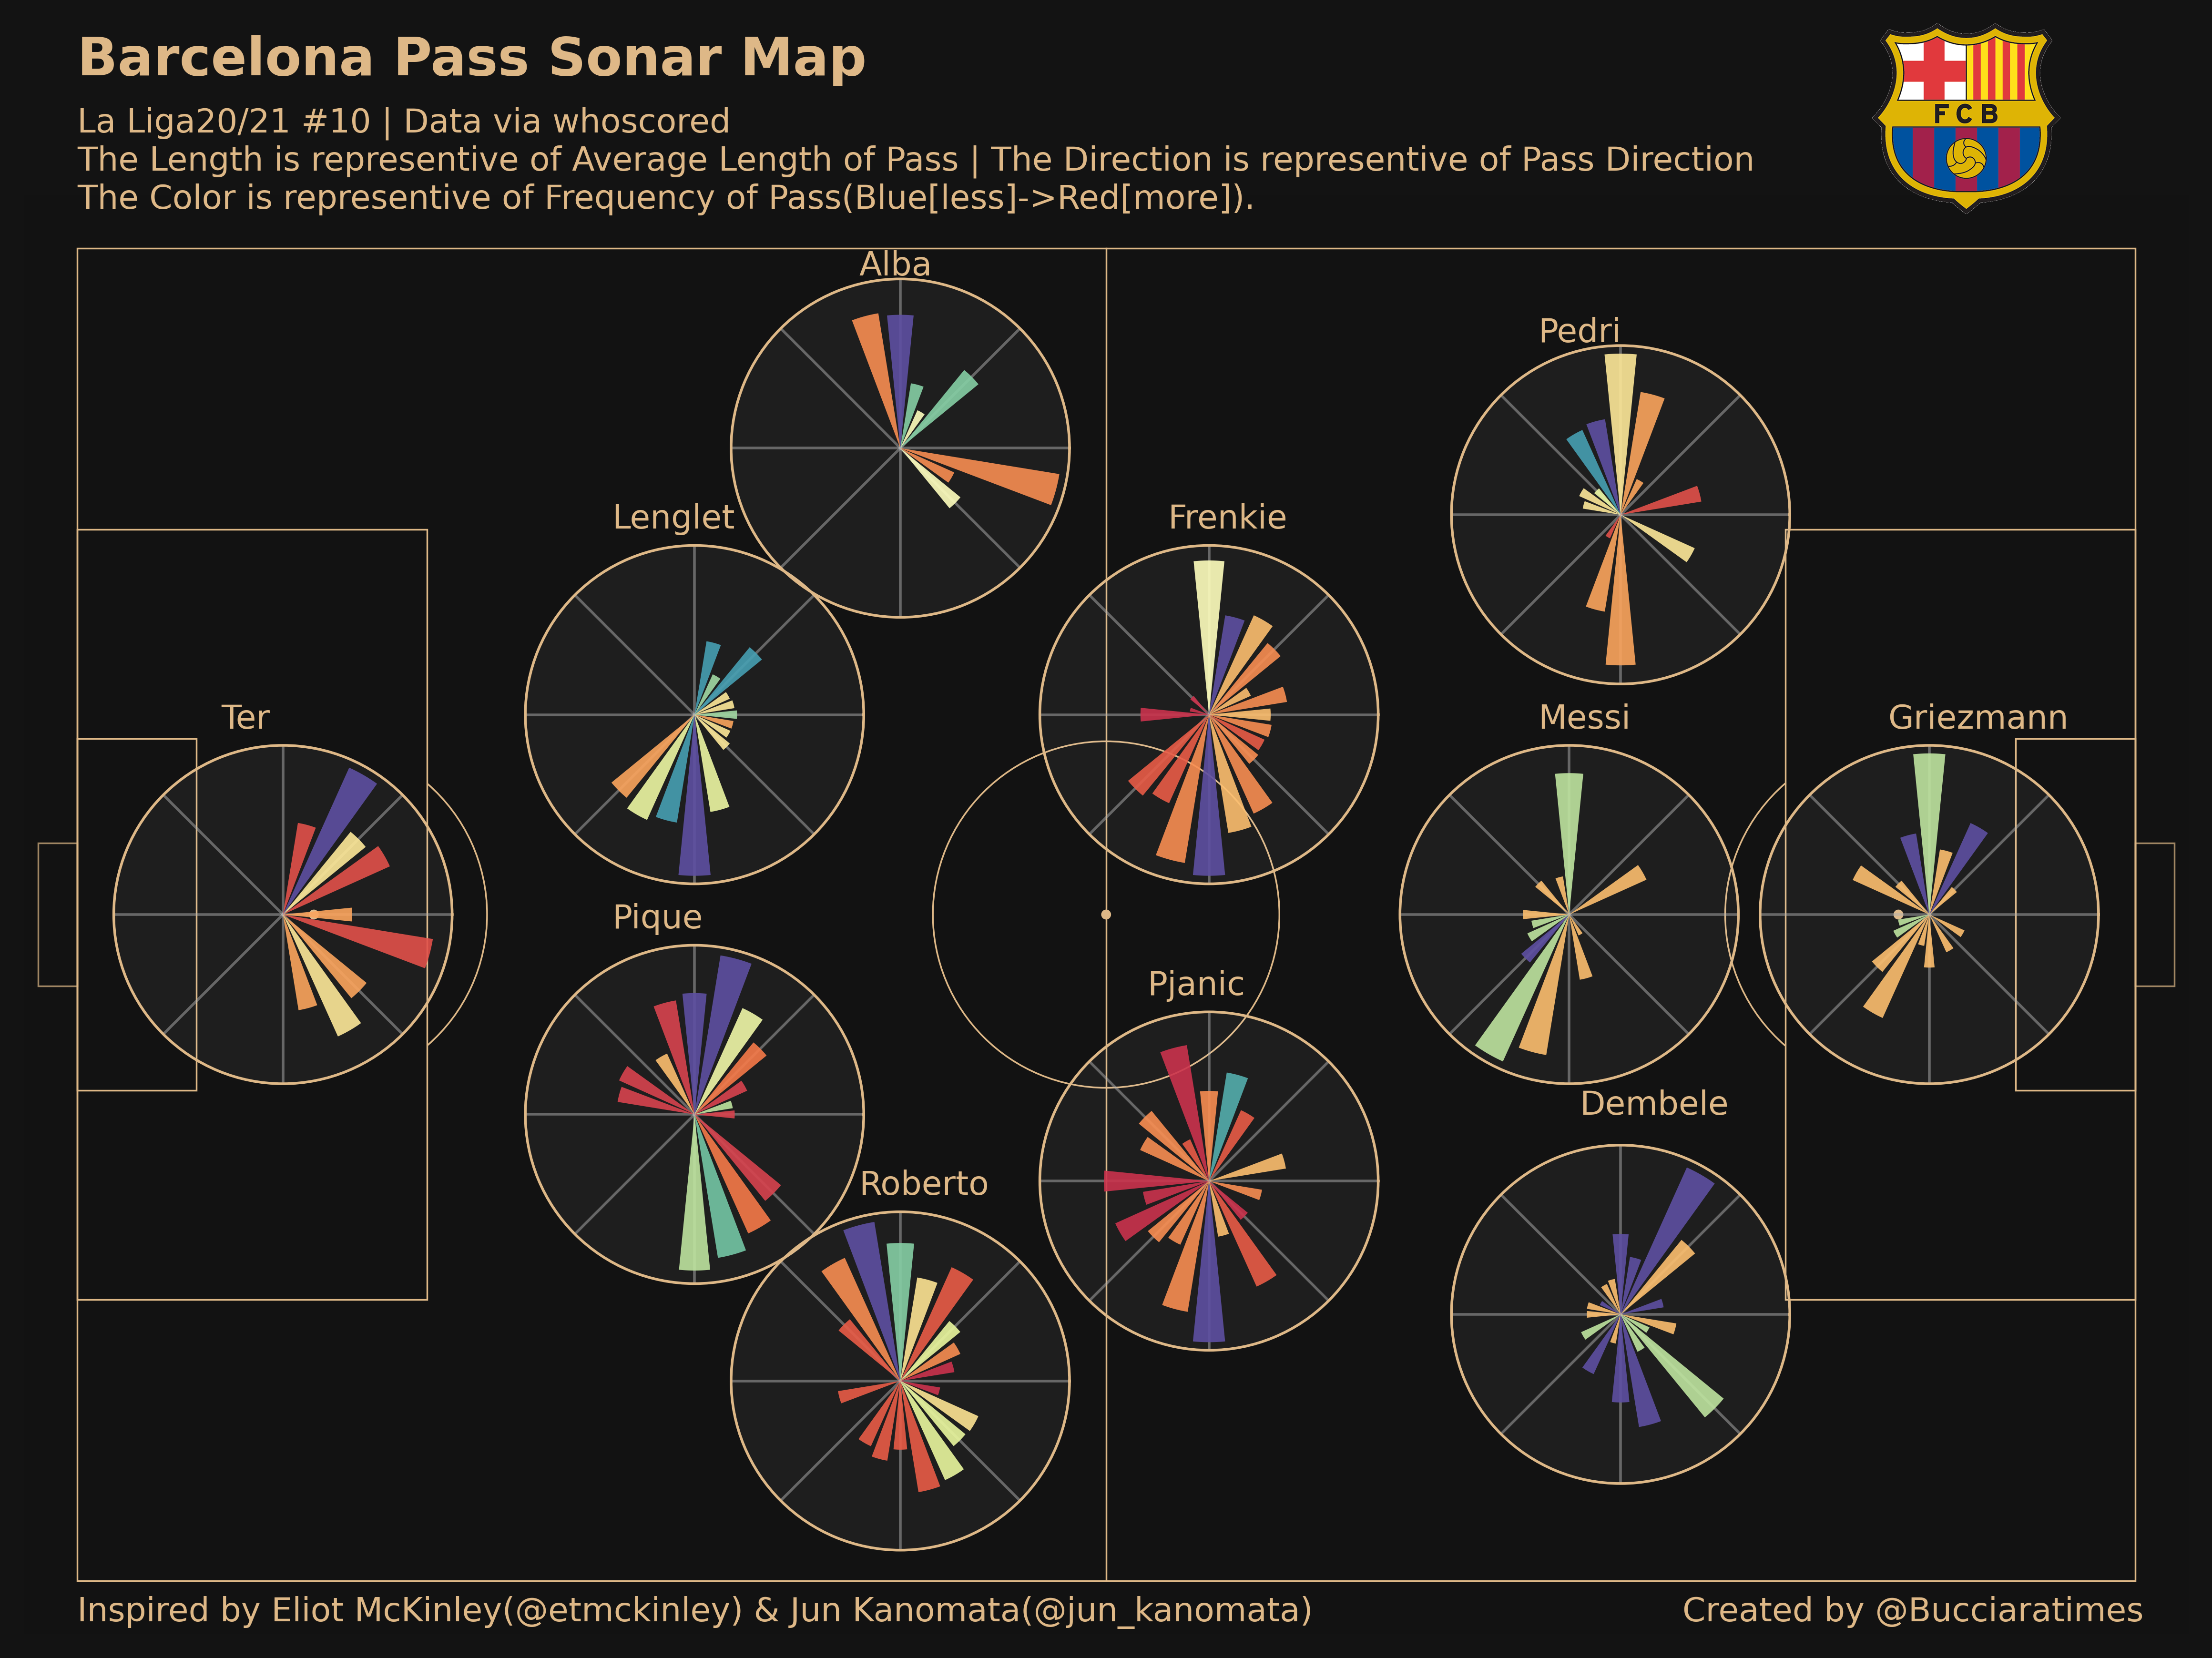 Barcelona Pass Sonar Map
La Liga20/21 #10 | Data via whoscored
The Length is representive of Average Length of Pass | The Direction is representive of Pass Direction
The Color is representive of Frequency of Pass(Blue[less]->Red[more]).
F C B
Alba
Pedri
Lenglet
Frenkie
Ter
Messi
Griezmann
Pique
Pjanic
Dembele
Roberto
Inspired by Eliot McKinley(@etmckinley) & Jun Kanomata(@jun_kanomata)
Created by @Bucciaratimes